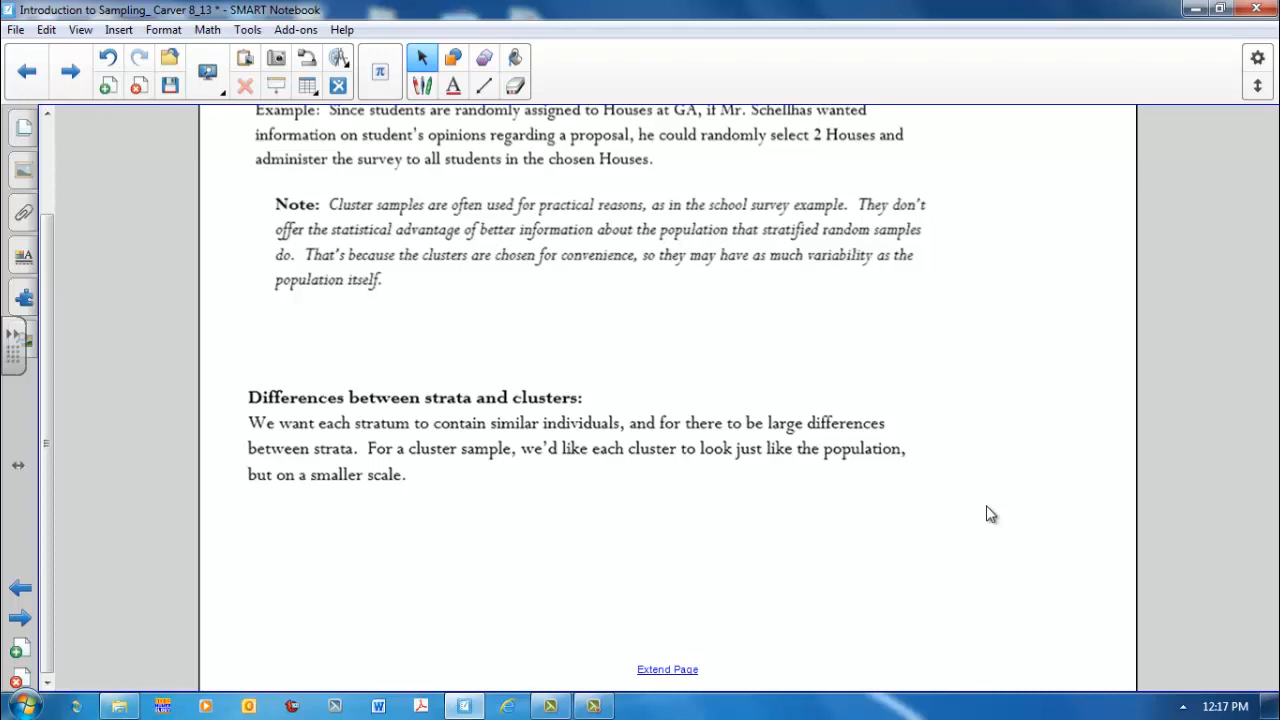 Introduction to Sampling_ Carver 8_13 * - SMART Notebook
File Edit View Insert Format Math Tools Add-ons Help
Example: Since students are randomly assigned to Houses at GA, if Mr. Schellhas wanted
information on student's opinions regarding a proposal, he could randomly select 2 Houses and
administer the survey to all students in the chosen Houses.
Note: Cluster samples are often used for practical reasons, as in the school survey example. They don't
offer the statistical advantage of better information about the population that stratified random samples
do. That's because the clusters are chosen for convenience, so they may have as much variability as the
population itself.
Differences between strata and clusters:
We want each stratum to contain similar individuals, and for there to be large differences
between strata. For a cluster sample, we'd like each cluster to look just like the population,
but on a smaller scale.
Extend Page
12:17 PM